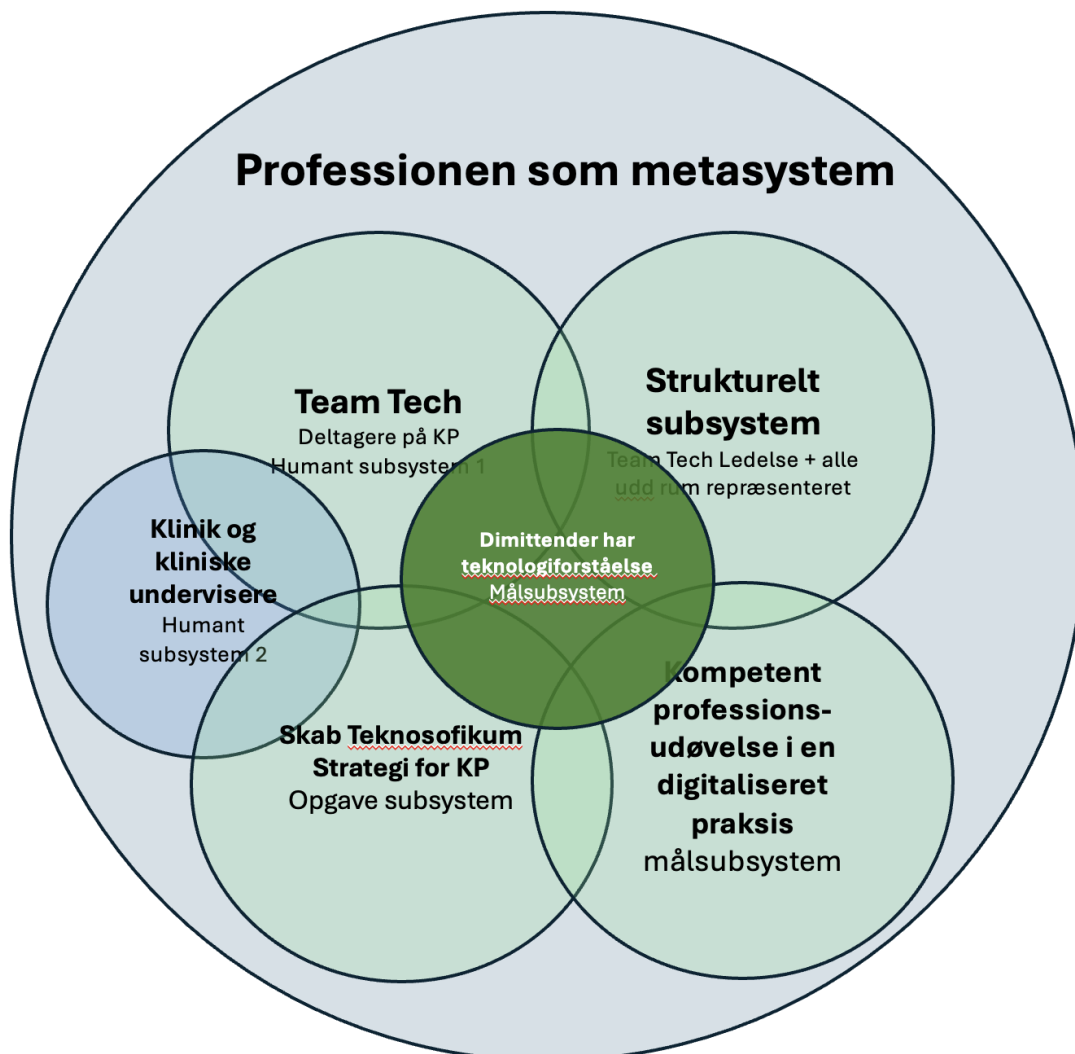 Professionen som metasystem
Team Tech
Deltagere på KP
Humant subsystem 1
Strukturelt
subsystem
Team Tech Ledelse + alle
udd rum repræsenteret
Klinik og
kliniske
undervisere
Humant
subsystem 2
Dimittender har
teknologiforståelse
Målsubsystem
Skab Teknosofikum
Strategi for KP
Opgave subsystem
Kompetent
professions-
udøvelse i en
digitaliseret
praksis
målsubsystem